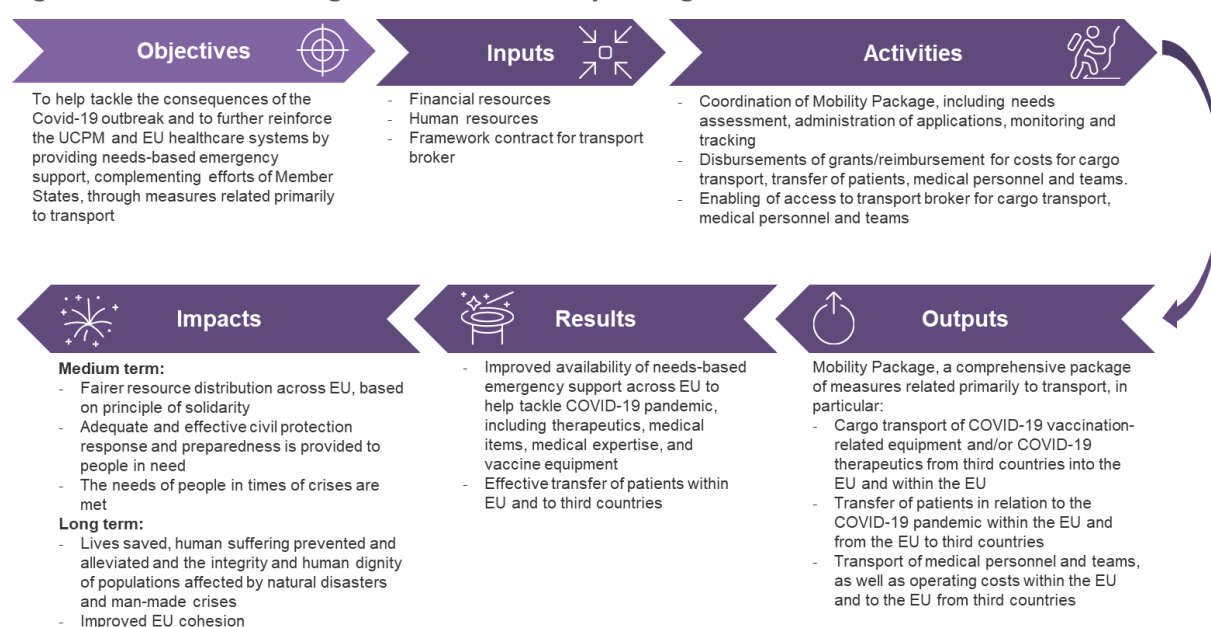 Objectives
To help tackle the consequences of the
Covid-19 outbreak and to further reinforce
the UCPM and EU healthcare systems by
providing needs-based emergency
support, complementing efforts of Member
States, through measures related primarily
to transport
Inputs
- Financial resources
- Human resources
- Framework contract for transport
broker
Activities
- Coordination of Mobility Package, including needs
assessment, administration of applications, monitoring and
tracking
- Disbursements of grants/reimbursement for costs for cargo
transport, transfer of patients, medical personnel and teams.
- Enabling of access to transport broker for cargo transport,
medical personnel and teams
Outputs
Mobility Package, a comprehensive package
of measures related primarily to transport, in
particular:
- Cargo transport of COVID-19 vaccination-
related equipment and/or COVID-19
therapeutics from third countries into the
EU and within the EU
- Transfer of patients in relation to the
COVID-19 pandemic within the EU and
from the EU to third countries
- Transport of medical personnel and teams,
as well as operating costs within the EU
and to the EU from third countries
Results
- Improved availability of needs-based
emergency support across EU to
help tackle COVID-19 pandemic,
including therapeutics, medical
items, medical expertise, and
vaccine equipment
- Effective transfer of patients within
EU and to third countries
Impacts
Medium term:
- Fairer resource distribution across EU, based
on principle of solidarity
- Adequate and effective civil protection
response and preparedness is provided to
people in need
- The needs of people in times of crises are
met
Long term:
- Lives saved, human suffering prevented and
alleviated and the integrity and human dignity
of populations affected by natural disasters
and man-made crises
- Improved EU cohesion